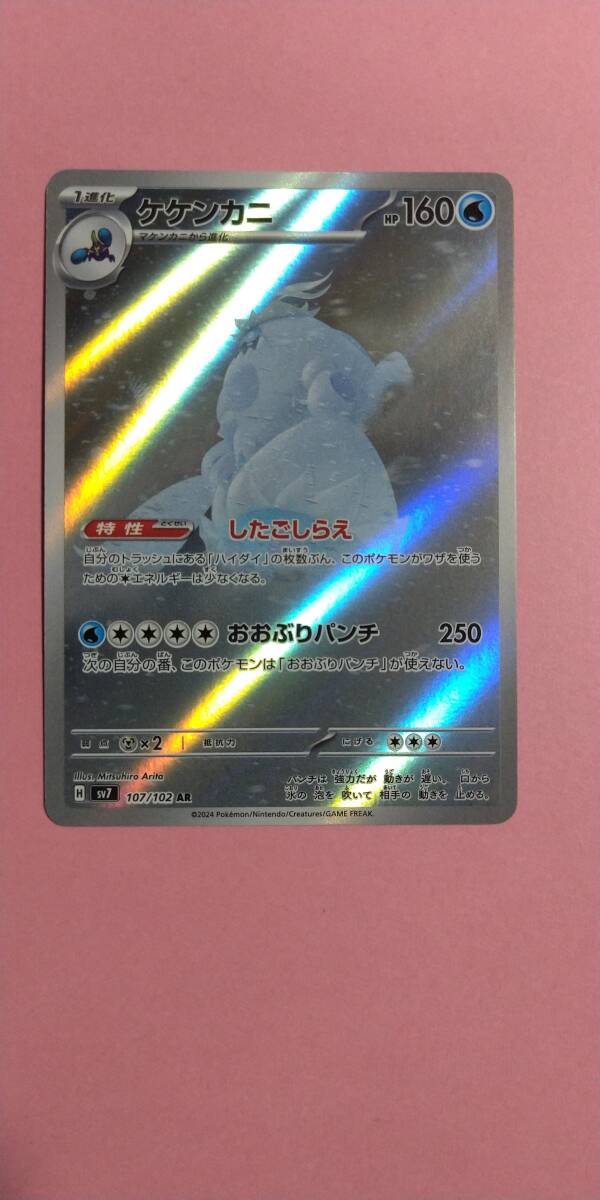 1進化
ケケンカニ
HP 160
マケンカニから進化
特性 とくせい したごしらえ
自分のトラッシュにある「ハイダイ」の枚数ぶん、このポケモンがワザを使う
ための エネルギーは少なくなる。
おおぶりパンチ 250
次の自分の番、このポケモンは「おおぶりパンチ」が使えない。
弱点 ×2 抵抗力 にげる
Illus. Mitsuhiro Arita
パンチは 強力だが 動きが 遅い。 口から
氷の 泡を 吹いて 相手の 動きを 止める。
H sv7 107/102 AR
©2024 Pokémon/Nintendo/Creatures/GAME FREAK.